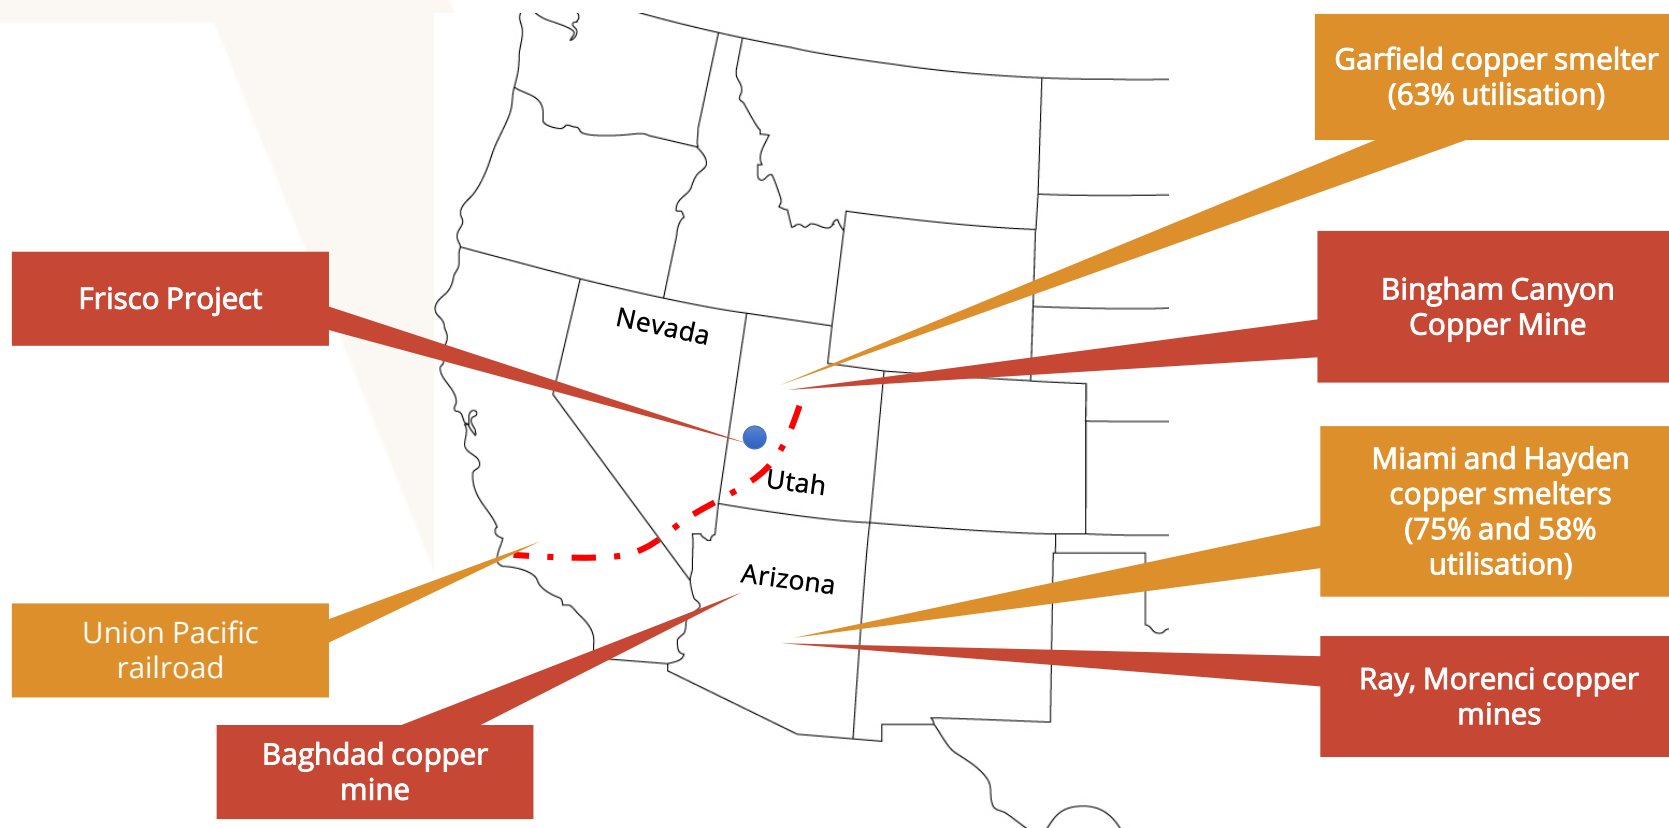 Garfield copper smelter
(63% utilisation)
Frisco Project
Nevada
Bingham Canyon
Copper Mine
Utah
Miami and Hayden
copper smelters
(75% and 58%
utilisation)
Arizona
Union Pacific
railroad
Ray, Morenci copper
mines
Baghdad copper
mine